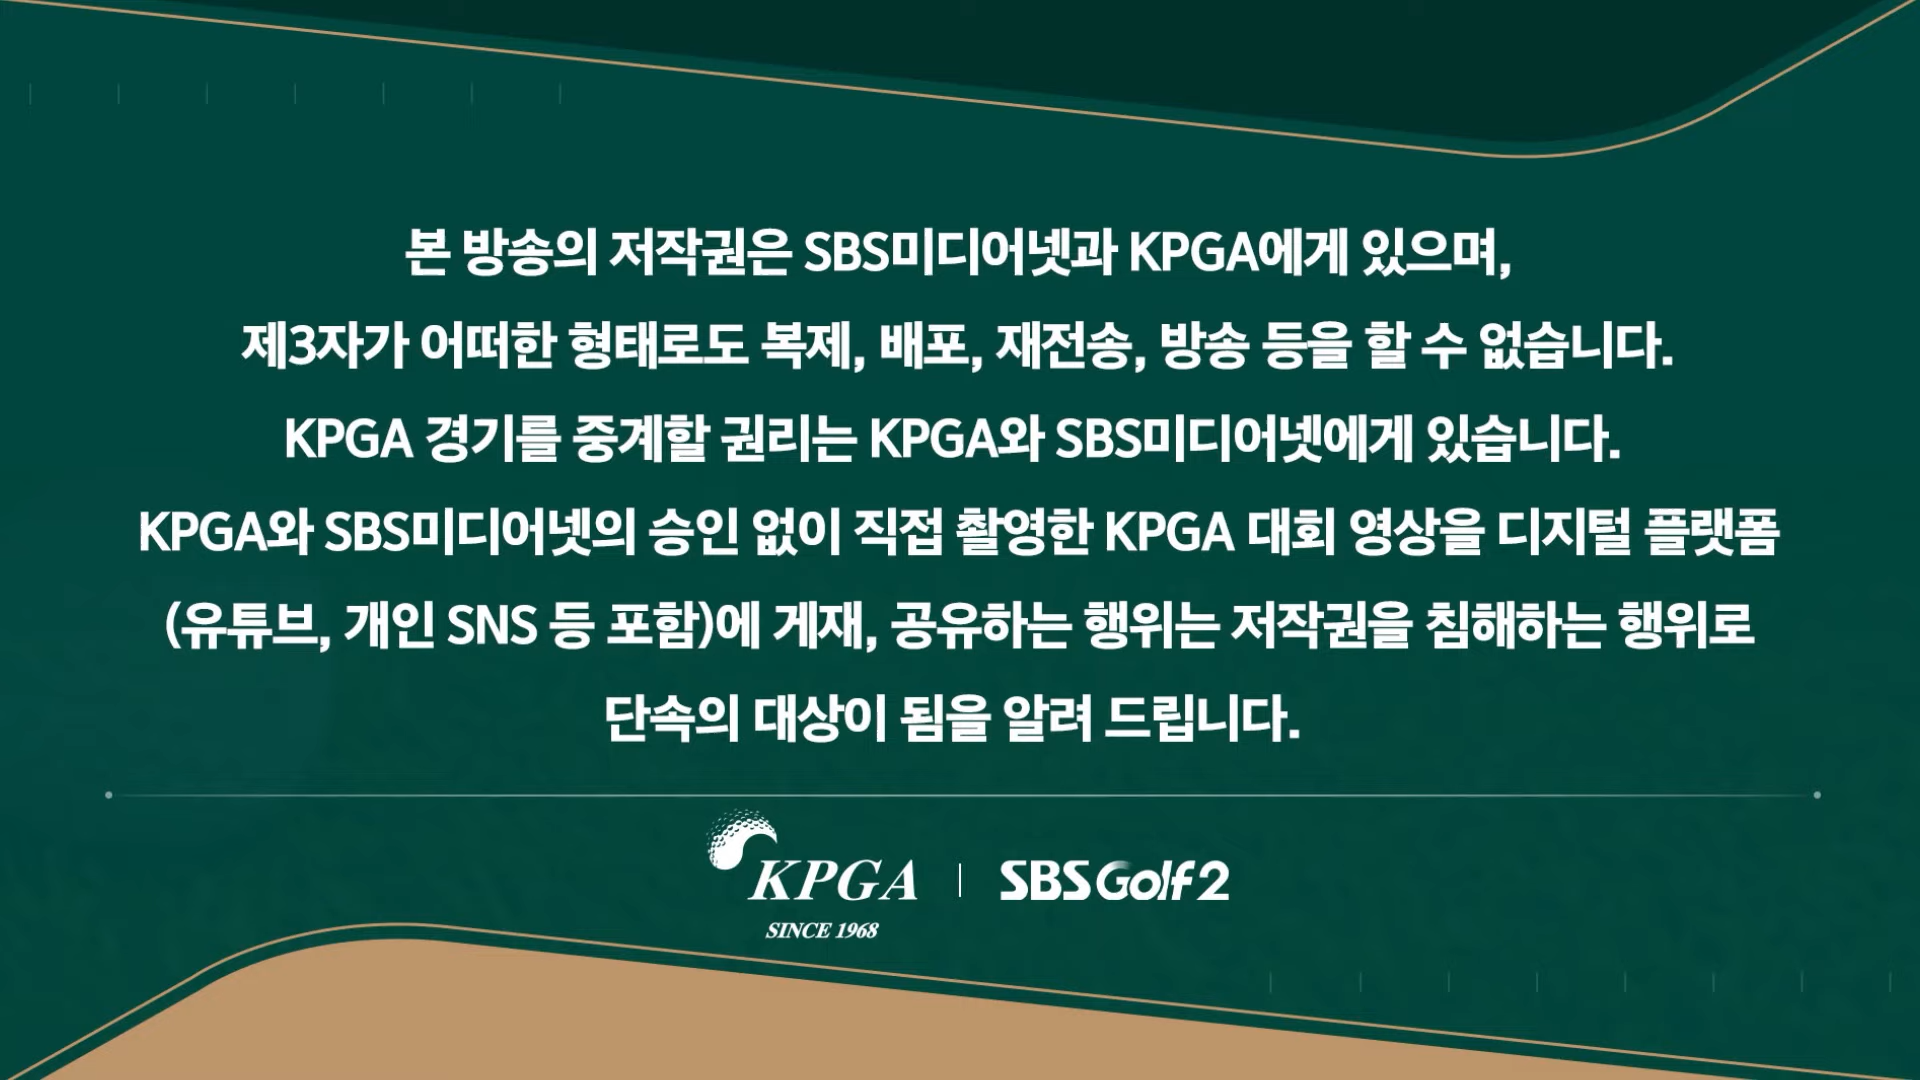 본 방송의 저작권은 SBS미디어넷과 KPGA에게 있으며,
제3자가 어떠한 형태로도 복제, 배포, 재전송, 방송 등을 할 수 없습니다.
KPGA 경기를 중계할 권리는 KPGA와 SBS미디어넷에게 있습니다.
KPGA와 SBS미디어넷의 승인 없이 직접 촬영한 KPGA 대회 영상을 디지털 플랫폼
(유튜브, 개인 SNS 등 포함)에 게재, 공유하는 행위는 저작권을 침해하는 행위로
단속의 대상이 됨을 알려 드립니다.
KPGA | SBS Golf 2
SINCE 1968